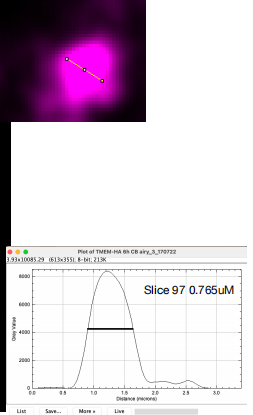 Plot of TMEM-HA 6h CB airy_3_170722
3.93x10085.29 (613x355); 8-bit; 213K
8000
Slice 97 0.765uM
6000
Gray Value
4000
2000
0
0.0 0.5 1.0 1.5 2.0 2.5 3.0
Distance (microns)
List Save... More » Live